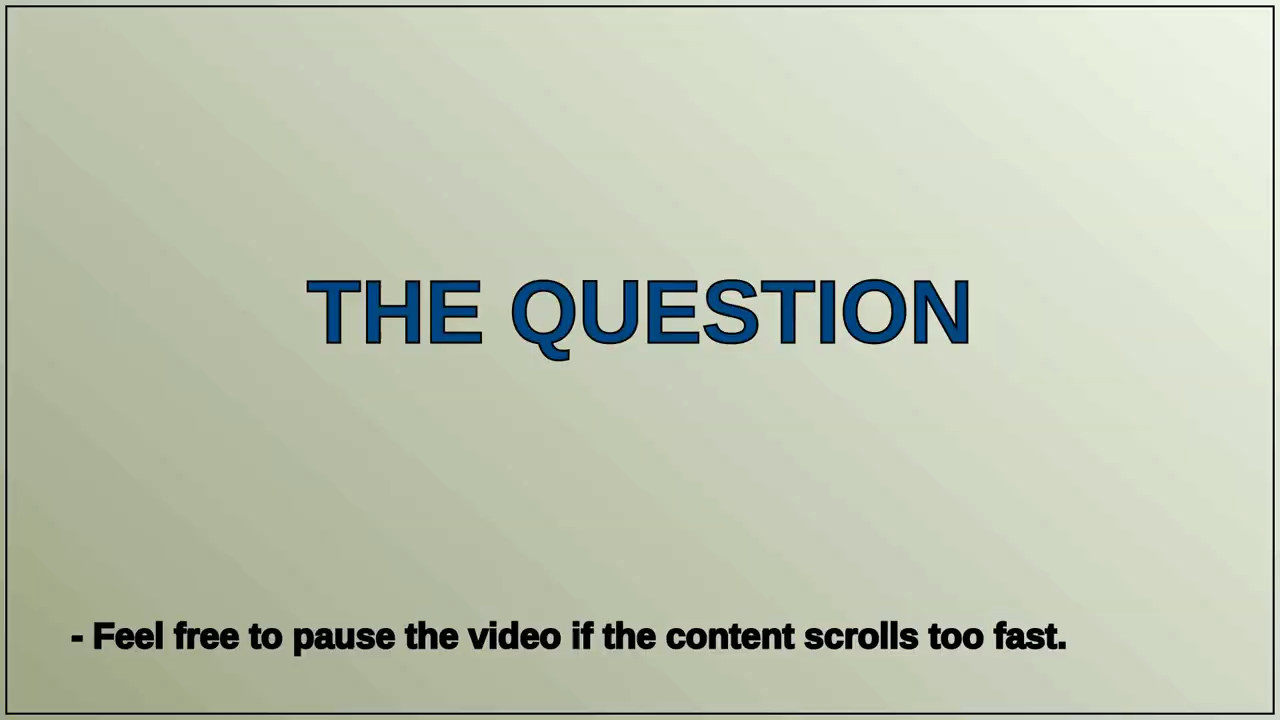 THE QUESTION
- Feel free to pause the video if the content scrolls too fast.